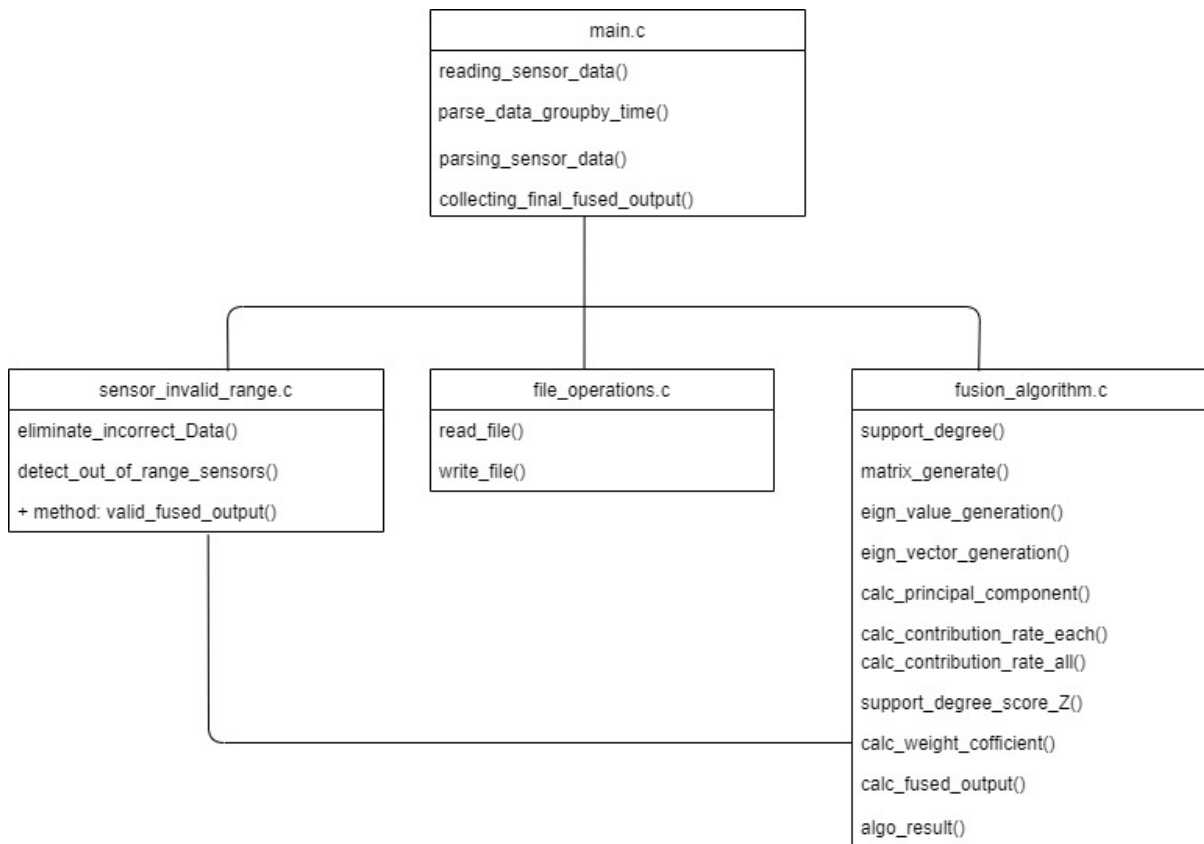 main.c
reading_sensor_data()
parse_data_groupby_time()
parsing_sensor_data()
collecting_final_fused_output()
sensor_invalid_range.c
eliminate_incorrect_Data()
detect_out_of_range_sensors()
+ method: valid_fused_output()
file_operations.c
read_file()
write_file()
fusion_algorithm.c
support_degree()
matrix_generate()
eign_value_generation()
eign_vector_generation()
calc_principal_component()
calc_contribution_rate_each()
calc_contribution_rate_all()
support_degree_score_Z()
calc_weight_cofficient()
calc_fused_output()
algo_result()